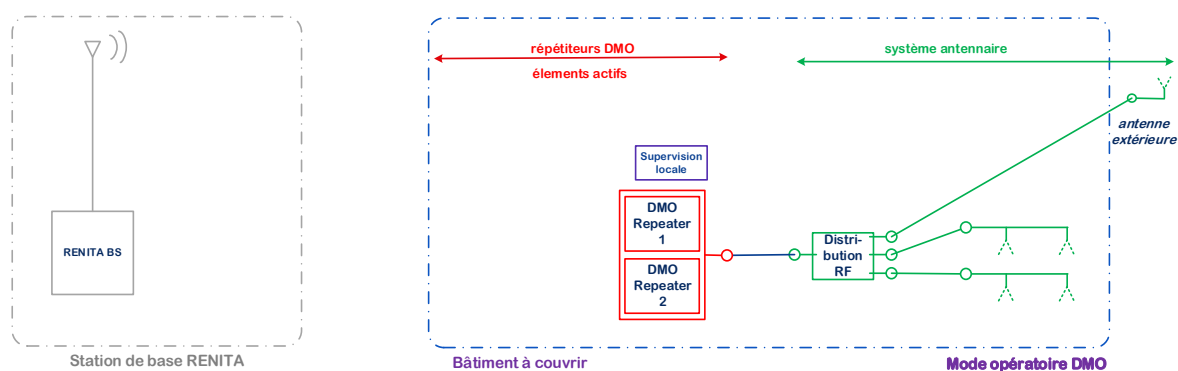 répétiteurs DMO
élements actifs
système antennaire
antenne
extérieure
Supervision
locale
DMO
Repeater
1
DMO
Repeater
2
Distri-
bution
RF
RENITA BS
Station de base RENITA
Bâtiment à couvrir
Mode opératoire DMO